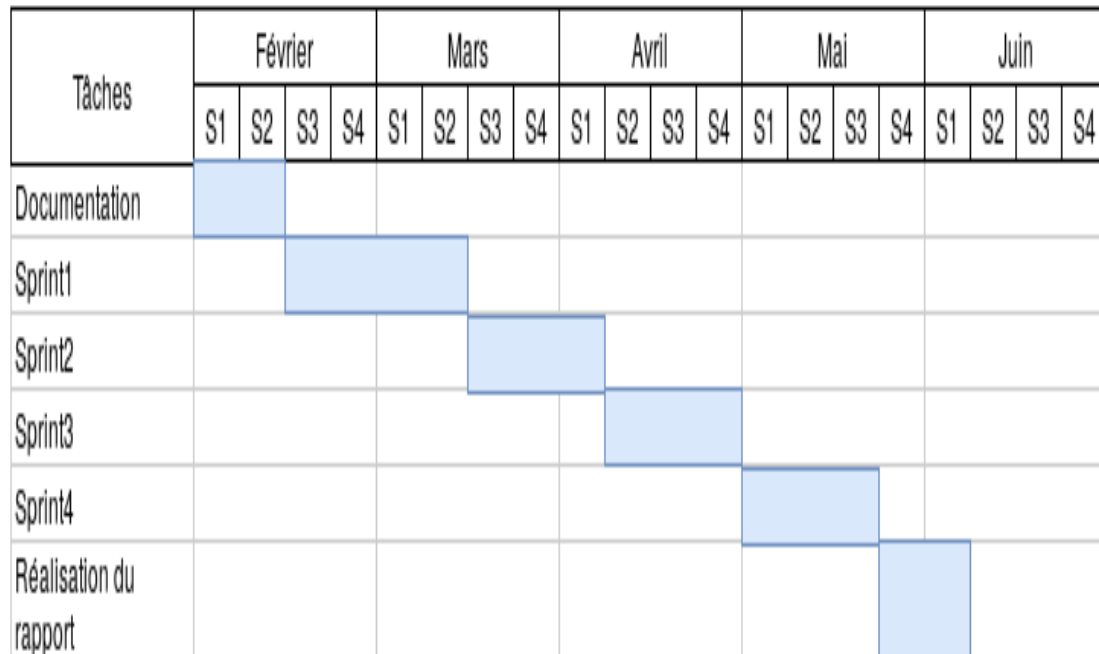 Tâches Février Mars Avril Mai Juin
S1 S2 S3 S4 S1 S2 S3 S4 S1 S2 S3 S4 S1 S2 S3 S4 S1 S2 S3 S4
Documentation
Sprint1
Sprint2
Sprint3
Sprint4
Réalisation du
rapport